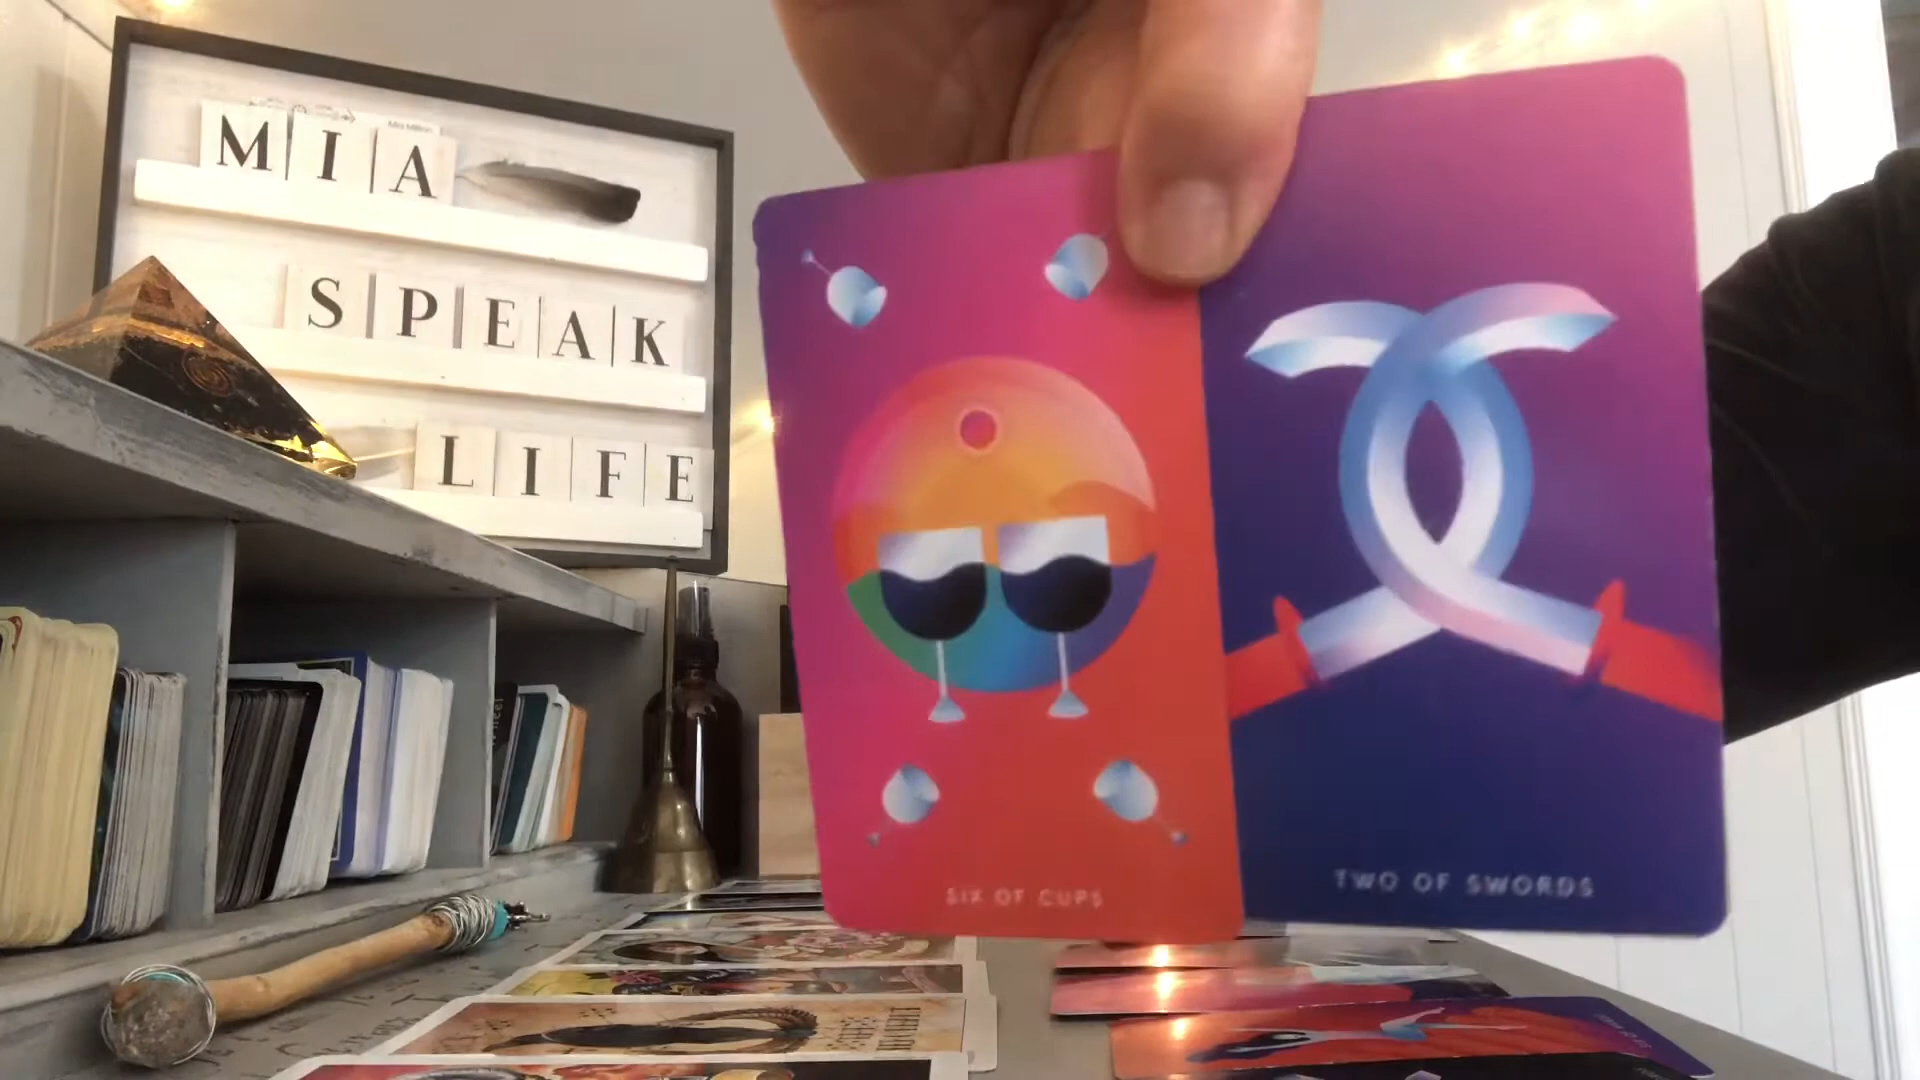 MIA
SPEAK
LIFE
SIX OF CUPS
TWO OF SWORDS